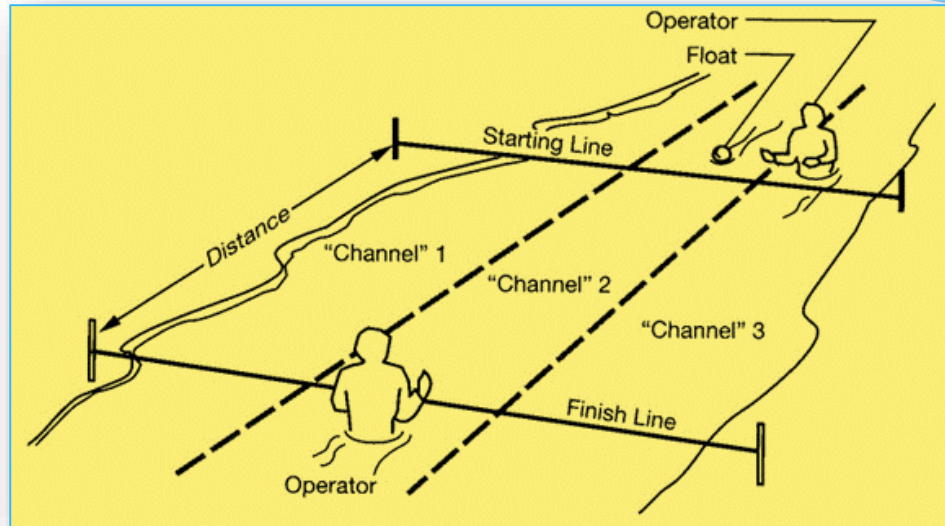 Operator
Float
Starting Line
Distance
“Channel” 1
“Channel” 2
“Channel” 3
Finish Line
Operator